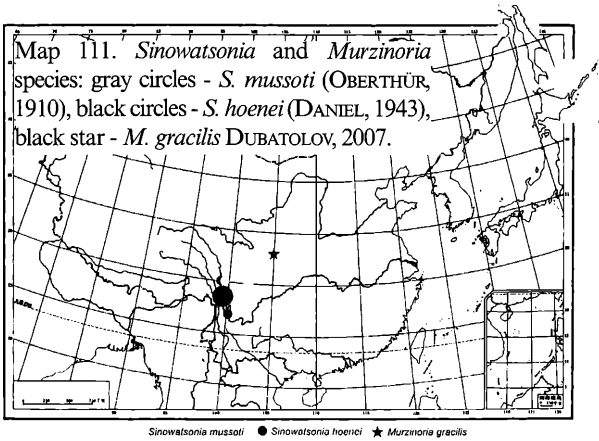 Map 111. Sinowatsonia and Murzinoria
species: gray circles - S. mussoti (OBERTHÜR,
1910), black circles - S. hoenei (DANIEL, 1943),
black star - M. gracilis DUBATOLOV, 2007.
Sinowatsonia mussoti ● Sinowatsonia hoenei ★ Murzinoria gracilis